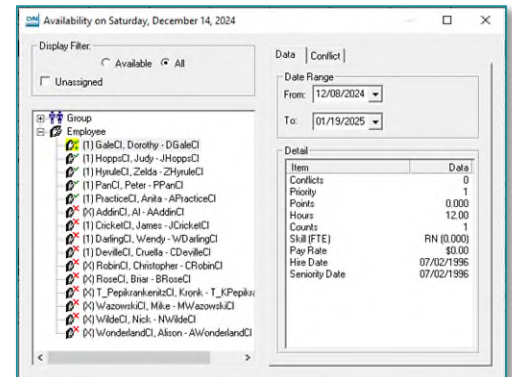 Availability on Saturday, December 14, 2024
Display Filter:
Available All
Unassigned
Group
Employee
(1) GaleCl, Dorothy - DGaleCl
(1) HoppsCl, Judy - JHoppsCl
(1) HyruleCl, Zelda - ZHyruleCl
(1) PanCl, Peter - PPanCl
(1) PracticeCl, Anita - APracticeCl
(X) AddinCl, Al - AAddinCl
(1) CricketCl, James - JCricketCl
(1) DarlingCl, Wendy - WDarlingCl
(1) DevilleCl, Cruella - CDevilleCl
(X) RobinCl, Christopher - CRobinCl
(X) RoseCl, Briar - BRoseCl
(X) T_PepikrankenitzCl, Kronk - T_KPepikra
(X) WazowskiCl, Mike - MWazowskiCl
(X) WildeCl, Nick - NWildeCl
(X) WonderlandCl, Alison - AWonderlandCl
Data Conflict
Date Range
From: 12/08/2024
To: 01/19/2025
Detail
Item Data
Conflicts 0
Priority 1
Points 0.000
Hours 12.00
Counts 1
Skill (FTE) RN (0.000)
Pay Rate $0.00
Hire Date 07/02/1996
Seniority Date 07/02/1996